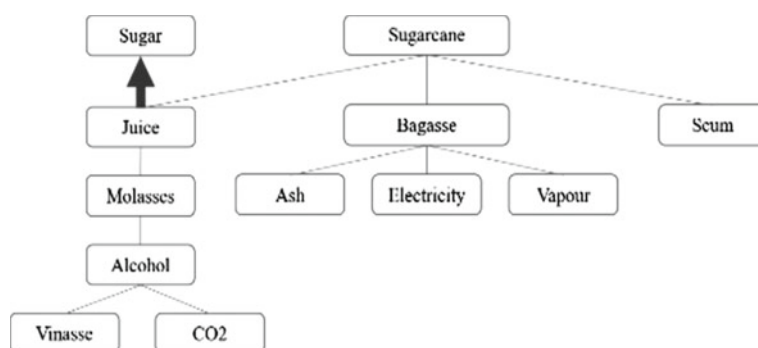 Sugar
Sugarcane
Juice
Bagasse
Scum
Molasses
Ash
Electricity
Vapour
Alcohol
Vinasse
CO2